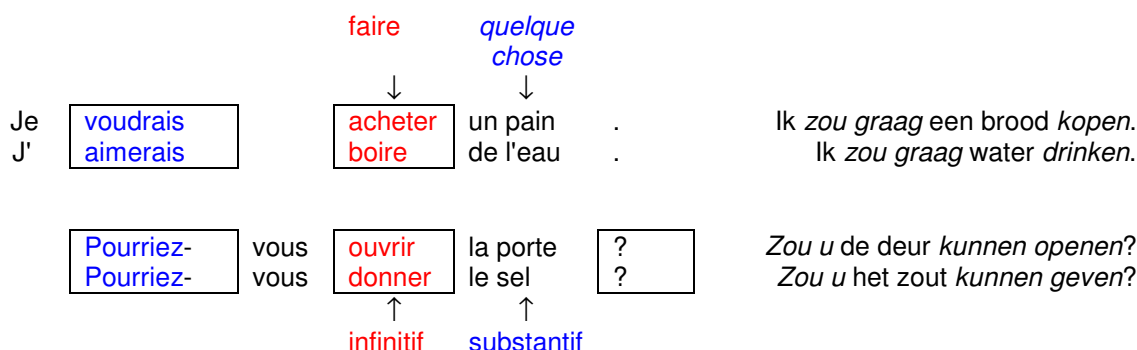 faire quelque
chose
↓ ↓
Je voudrais acheter un pain . Ik zou graag een brood kopen.
J' aimerais boire de l'eau . Ik zou graag water drinken.
Pourriez- vous ouvrir la porte ? Zou u de deur kunnen openen?
Pourriez- vous donner le sel ? Zou u het zout kunnen geven?
↑ ↑
infinitif substantif